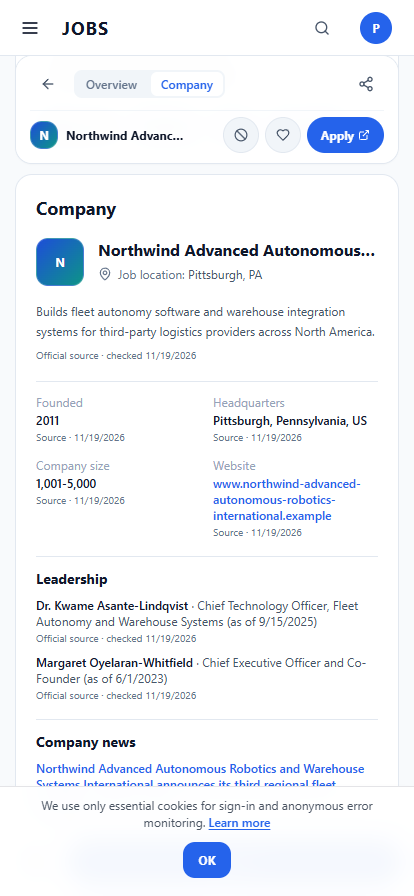 JOBS
P
Overview
Company
N
Northwind Advanc...
Apply
Company
N
Northwind Advanced Autonomous...
Job location: Pittsburgh, PA
Builds fleet autonomy software and warehouse integration
systems for third-party logistics providers across North America.
Official source · checked 11/19/2026
Founded
2011
Source · 11/19/2026
Headquarters
Pittsburgh, Pennsylvania, US
Source · 11/19/2026
Company size
1,001-5,000
Source · 11/19/2026
Website
www.northwind-advanced-
autonomous-robotics-
international.example
Source · 11/19/2026
Leadership
Dr. Kwame Asante-Lindqvist · Chief Technology Officer, Fleet
Autonomy and Warehouse Systems (as of 9/15/2025)
Official source · checked 11/19/2026
Margaret Oyelaran-Whitfield · Chief Executive Officer and Co-
Founder (as of 6/1/2023)
Official source · checked 11/19/2026
Company news
Northwind Advanced Autonomous Robotics and Warehouse
Systems International announces its third regional fleet
We use only essential cookies for sign-in and anonymous error
monitoring. Learn more
OK